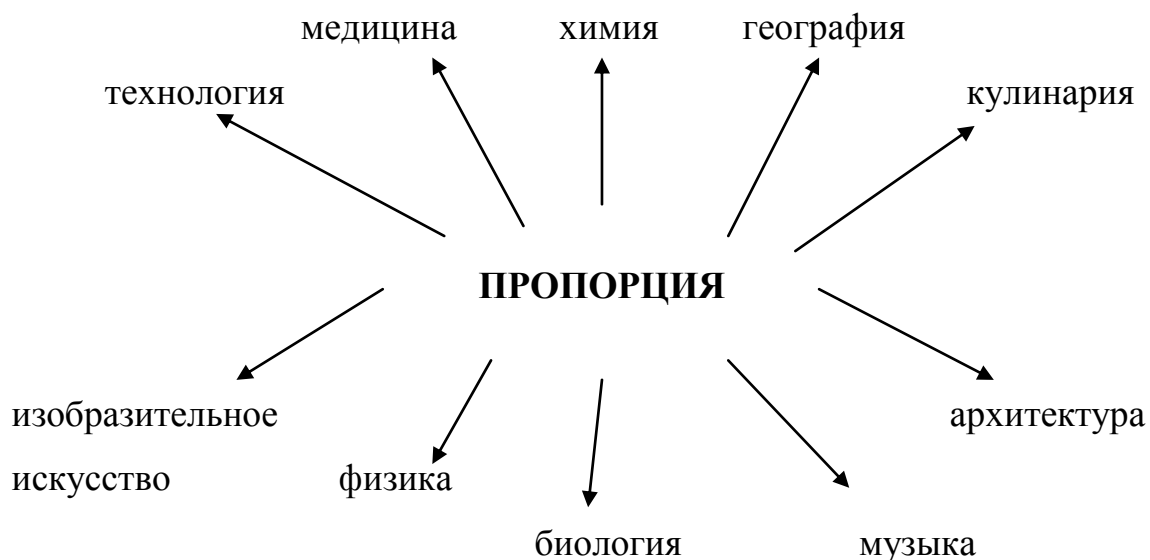 медицина химия география
технология кулинария
ПРОПОРЦИЯ
изобразительное архитектура
искусство физика
биология музыка